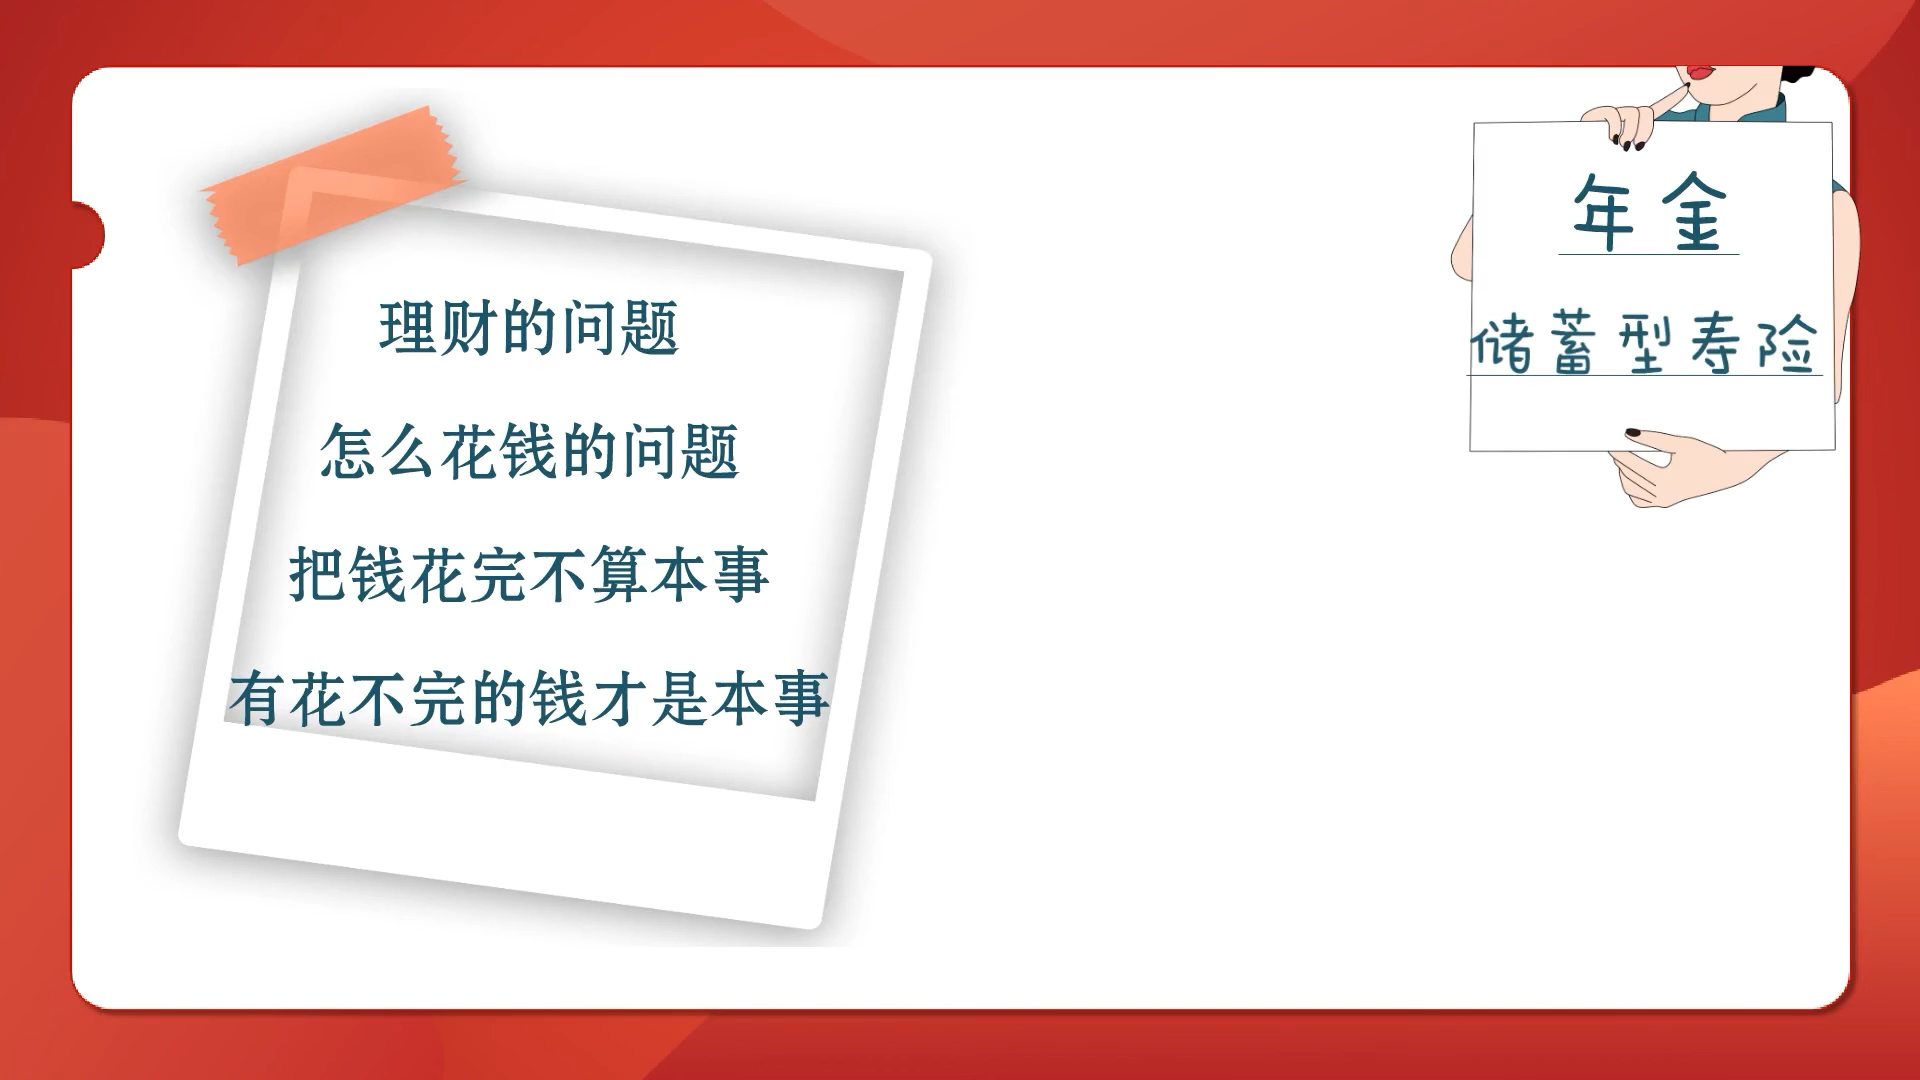 理财的问题
怎么花钱的问题
把钱花完不算本事
有花不完的钱才是本事
年金
储蓄型寿险